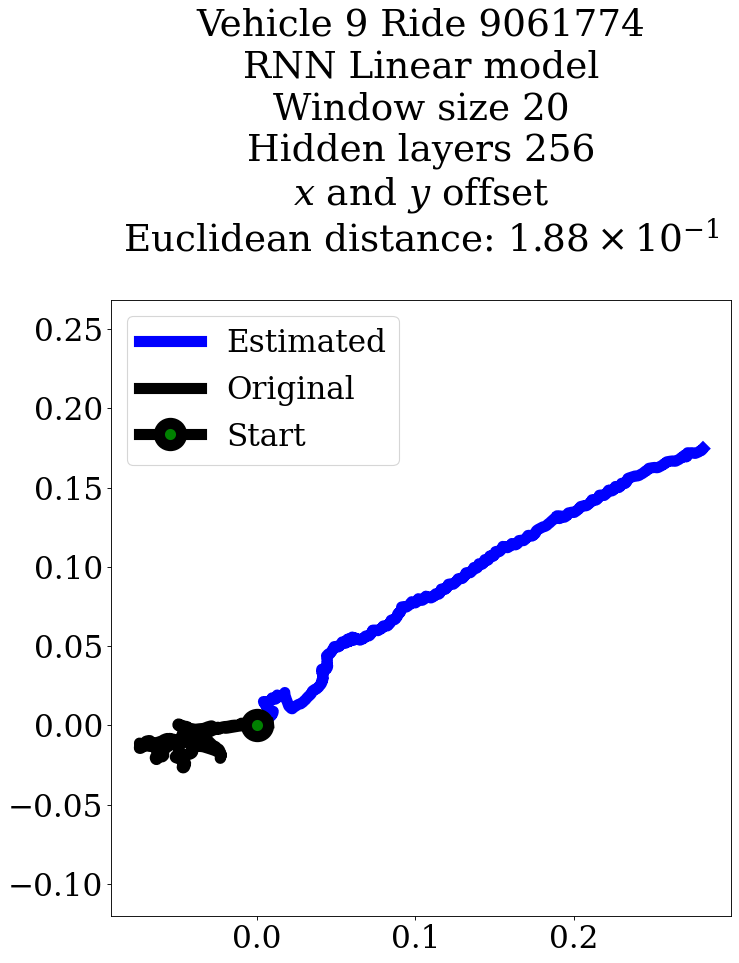 Vehicle 9 Ride 9061774
RNN Linear model
Window size 20
Hidden layers 256
x and y offset
Euclidean distance: 1.88 × 10⁻¹
Estimated
Original
Start
0.25
0.20
0.15
0.10
0.05
0.00
−0.05
−0.10
0.0 0.1 0.2